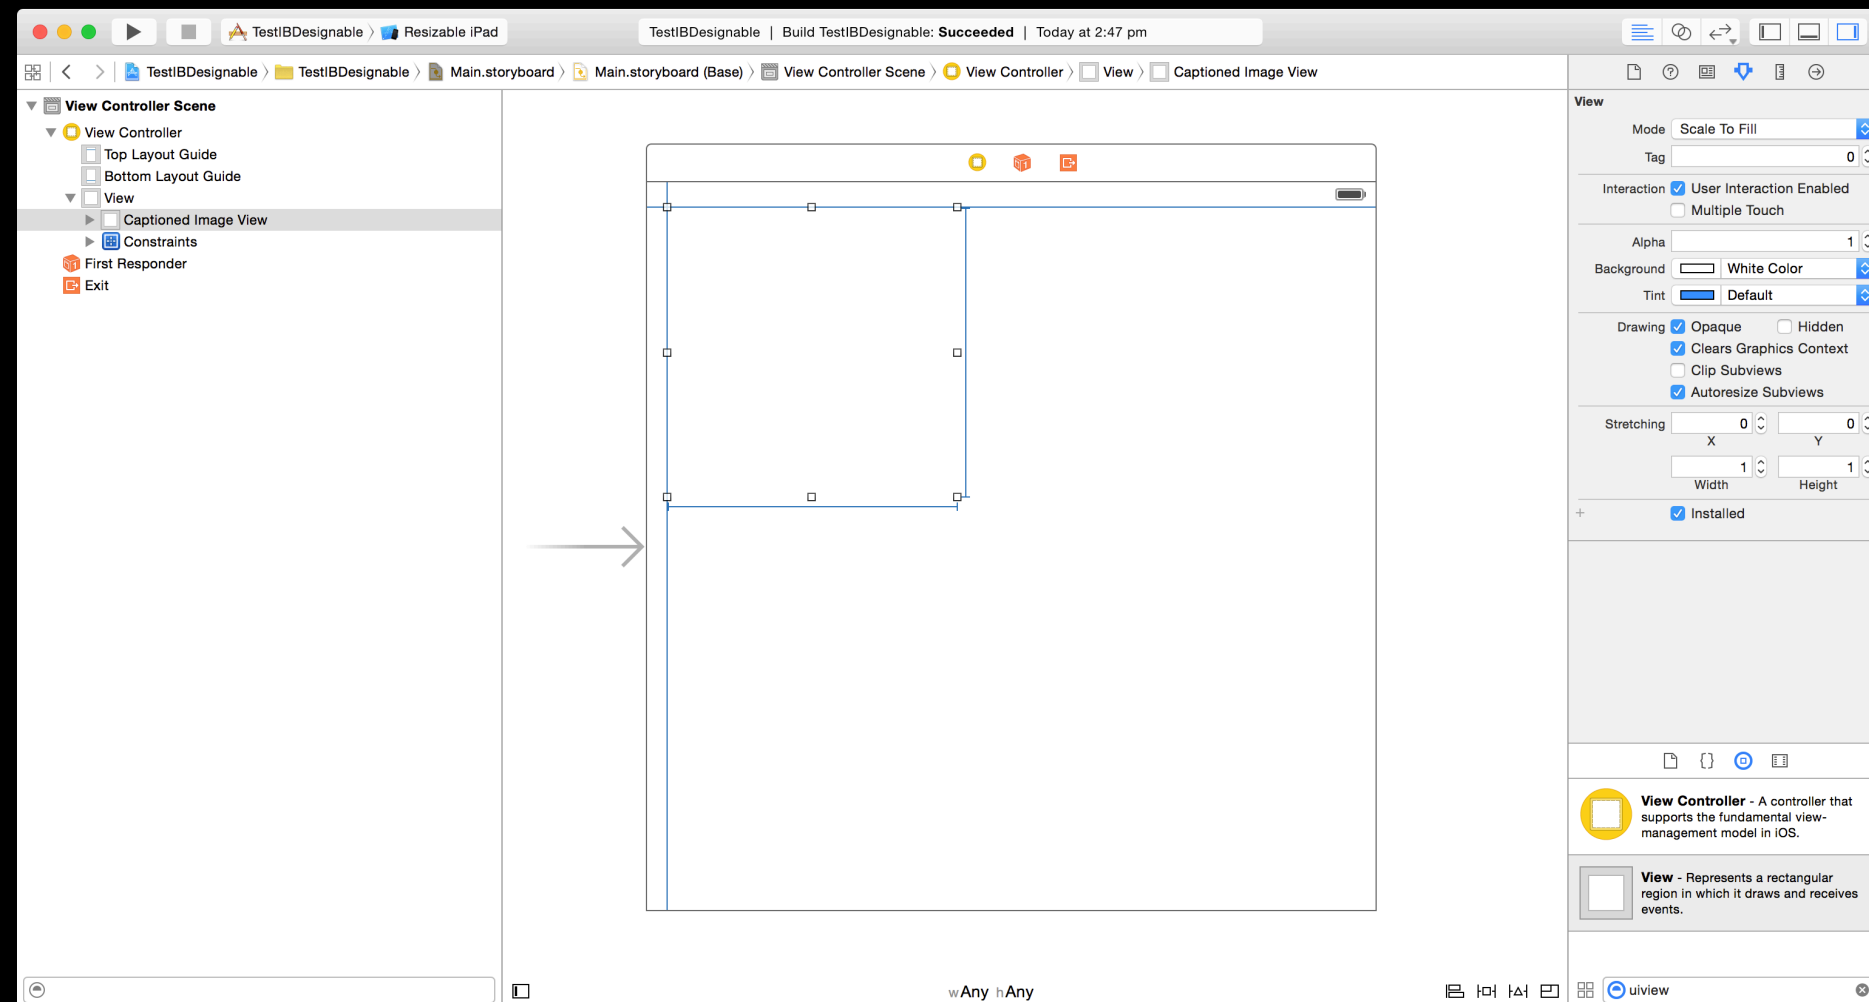 TestIBDesignable Resizable iPad
TestIBDesignable | Build TestIBDesignable: Succeeded | Today at 2:47 pm
TestIBDesignable TestIBDesignable Main.storyboard Main.storyboard (Base) View Controller Scene View Controller View Captioned Image View
View Controller Scene
View Controller
Top Layout Guide
Bottom Layout Guide
View
Captioned Image View
Constraints
First Responder
Exit
wAny hAny
View
Mode Scale To Fill
Tag 0
Interaction User Interaction Enabled
Multiple Touch
Alpha 1
Background White Color
Tint Default
Drawing Opaque Hidden
Clears Graphics Context
Clip Subviews
Autoresize Subviews
Stretching 0 0
X Y
1 1
Width Height
+ Installed
{}
View Controller - A controller that
supports the fundamental view-
management model in iOS.
View - Represents a rectangular
region in which it draws and receives
events.
uiview